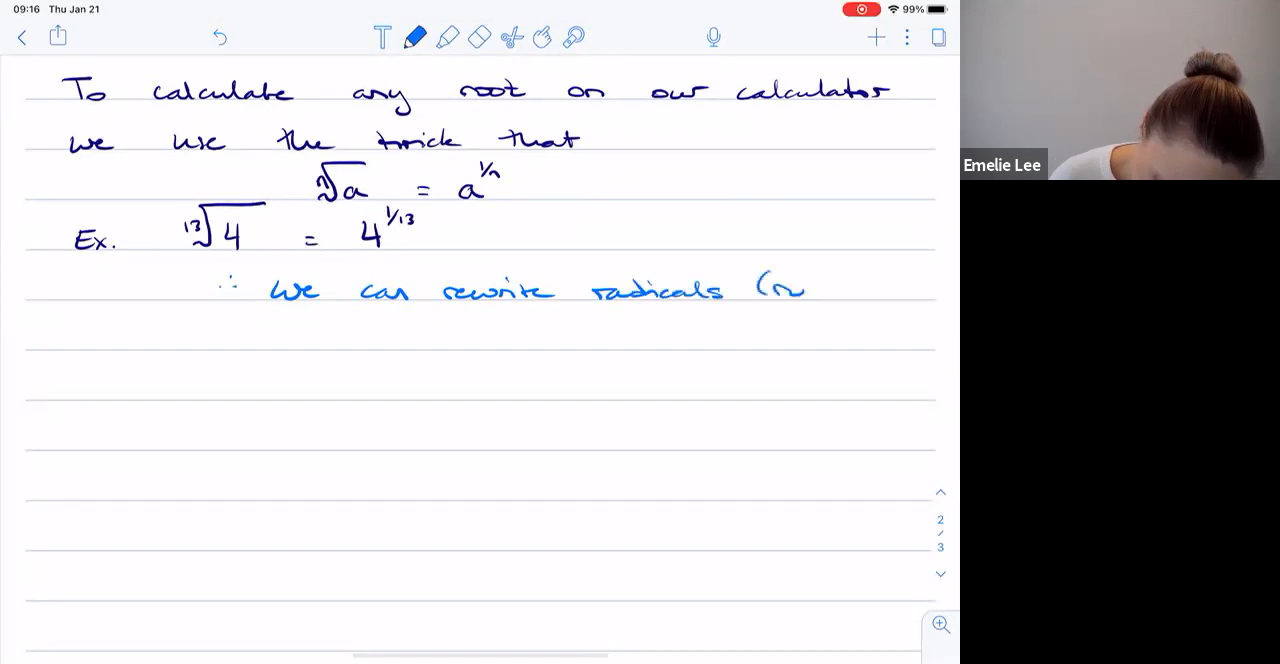 09:16 Thu Jan 21
99%
To calculate any root on our calculator
we use the trick that
ⁿ√a = a^1/n
Ex. ¹³√4 = 4^1/13
∴ we can rewrite radicals (
Emelie Lee
2
/
3